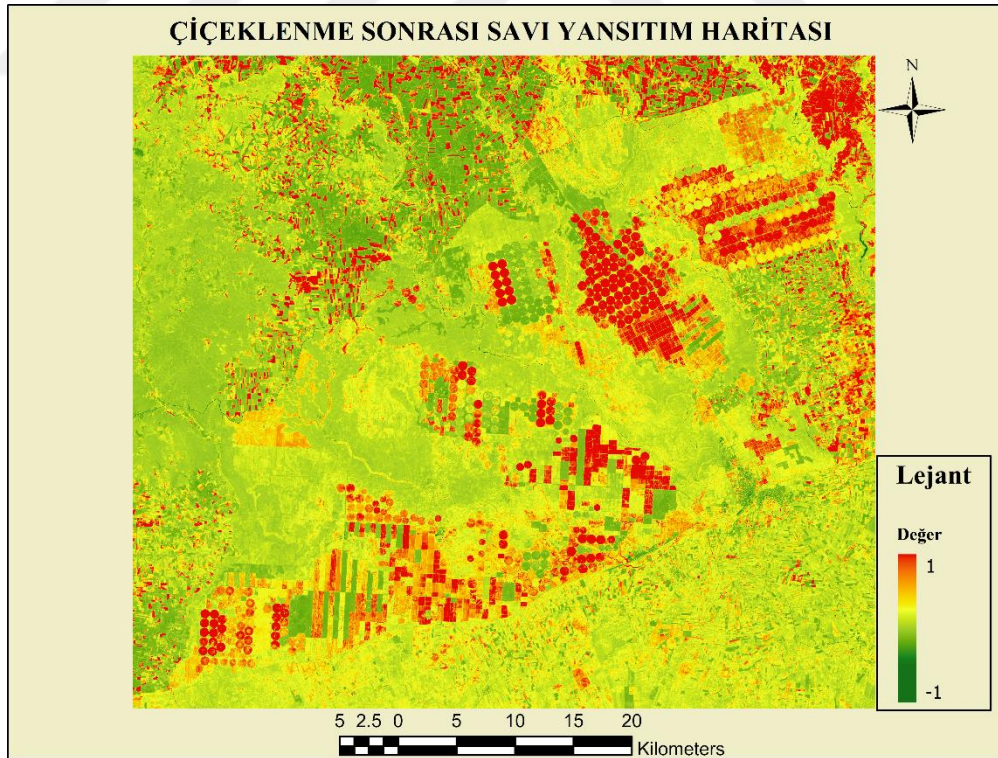 ÇİÇEKLENME SONRASI SAVI YANSITIM HARİTASI
N
Lejant
Değer
1
-1
5 2.5 0 5 10 15 20
Kilometers